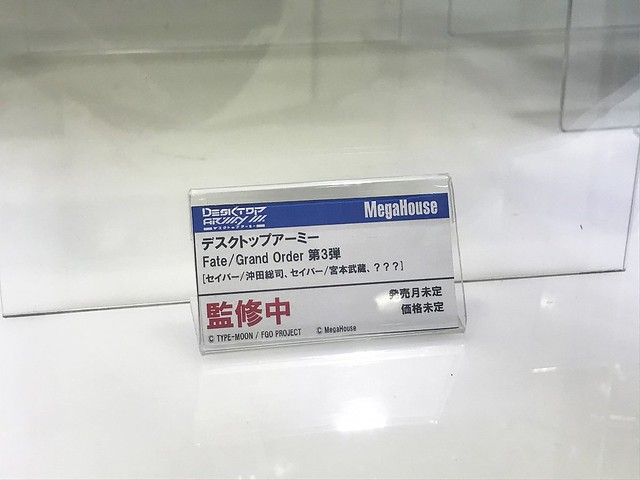 DESKTOP ARMY
デスクトップアーミー
MegaHouse
デスクトップアーミー
Fate/Grand Order 第3弾
[セイバー/沖田総司、セイバー/宮本武蔵、???]
監修中
発売月未定
価格未定
© TYPE-MOON / FGO PROJECT © MegaHouse